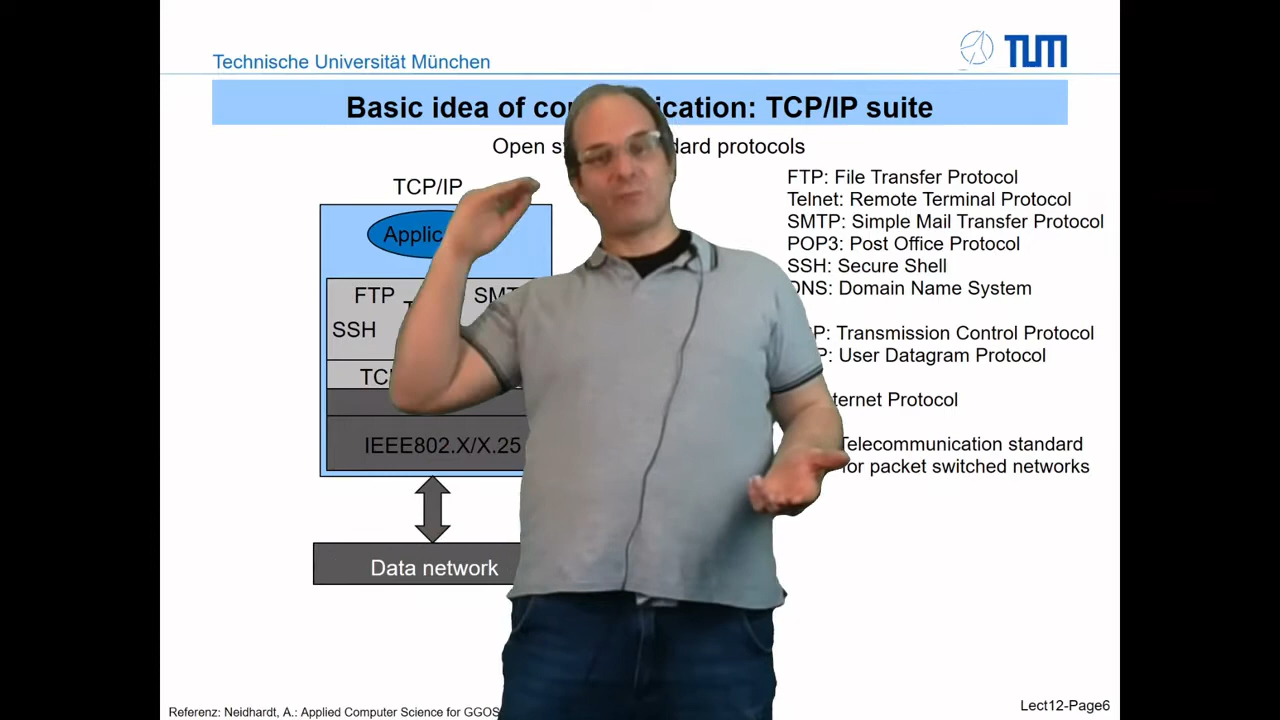 Technische Universität München
TUM
Basic idea of co ication: TCP/IP suite
Open s dard protocols
TCP/IP
Applic
FTP SMT
SSH
TC
IEEE802.X/X.25
Data network
FTP: File Transfer Protocol
Telnet: Remote Terminal Protocol
SMTP: Simple Mail Transfer Protocol
POP3: Post Office Protocol
SSH: Secure Shell
DNS: Domain Name System
P: Transmission Control Protocol
P: User Datagram Protocol
ternet Protocol
Telecommunication standard
for packet switched networks
Referenz: Neidhardt, A.: Applied Computer Science for GGOS
Lect12-Page6